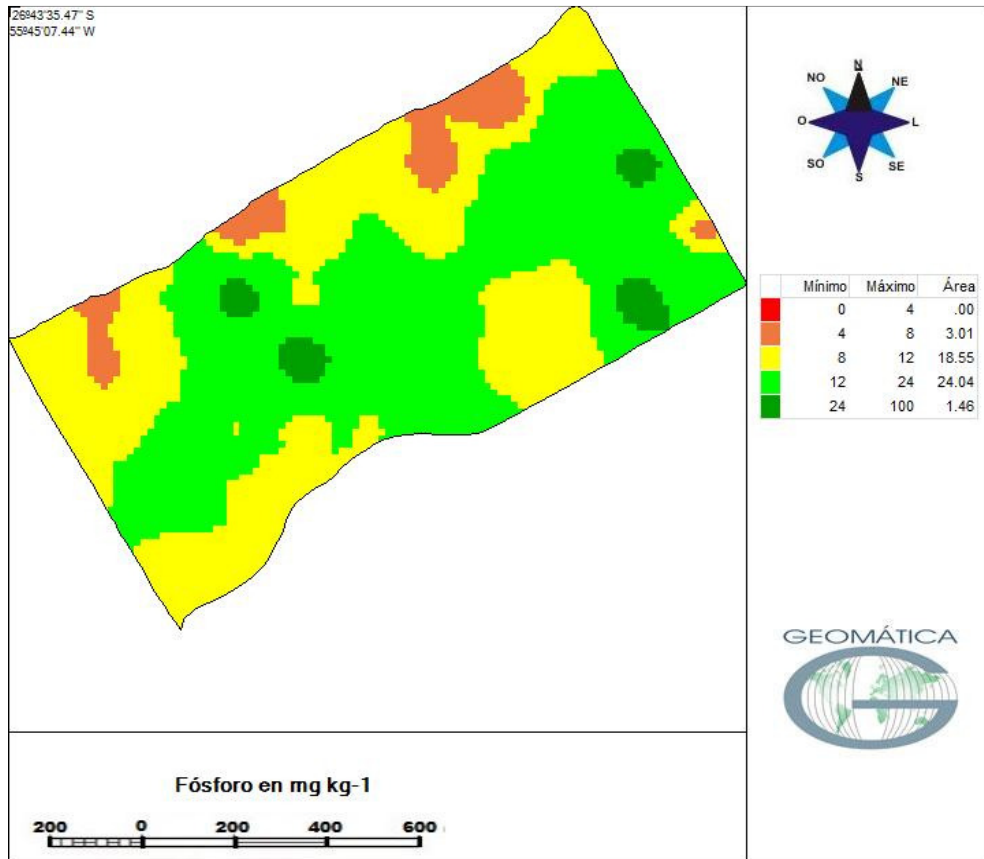 26º43'35.47" S
55º45'07.44" W
N
NO NE
O L
SO SE
S
Mínimo Máximo Área
0 4 .00
4 8 3.01
8 12 18.55
12 24 24.04
24 100 1.46
GEOMÁTICA
G
Fósforo en mg kg-1
200 0 200 400 600